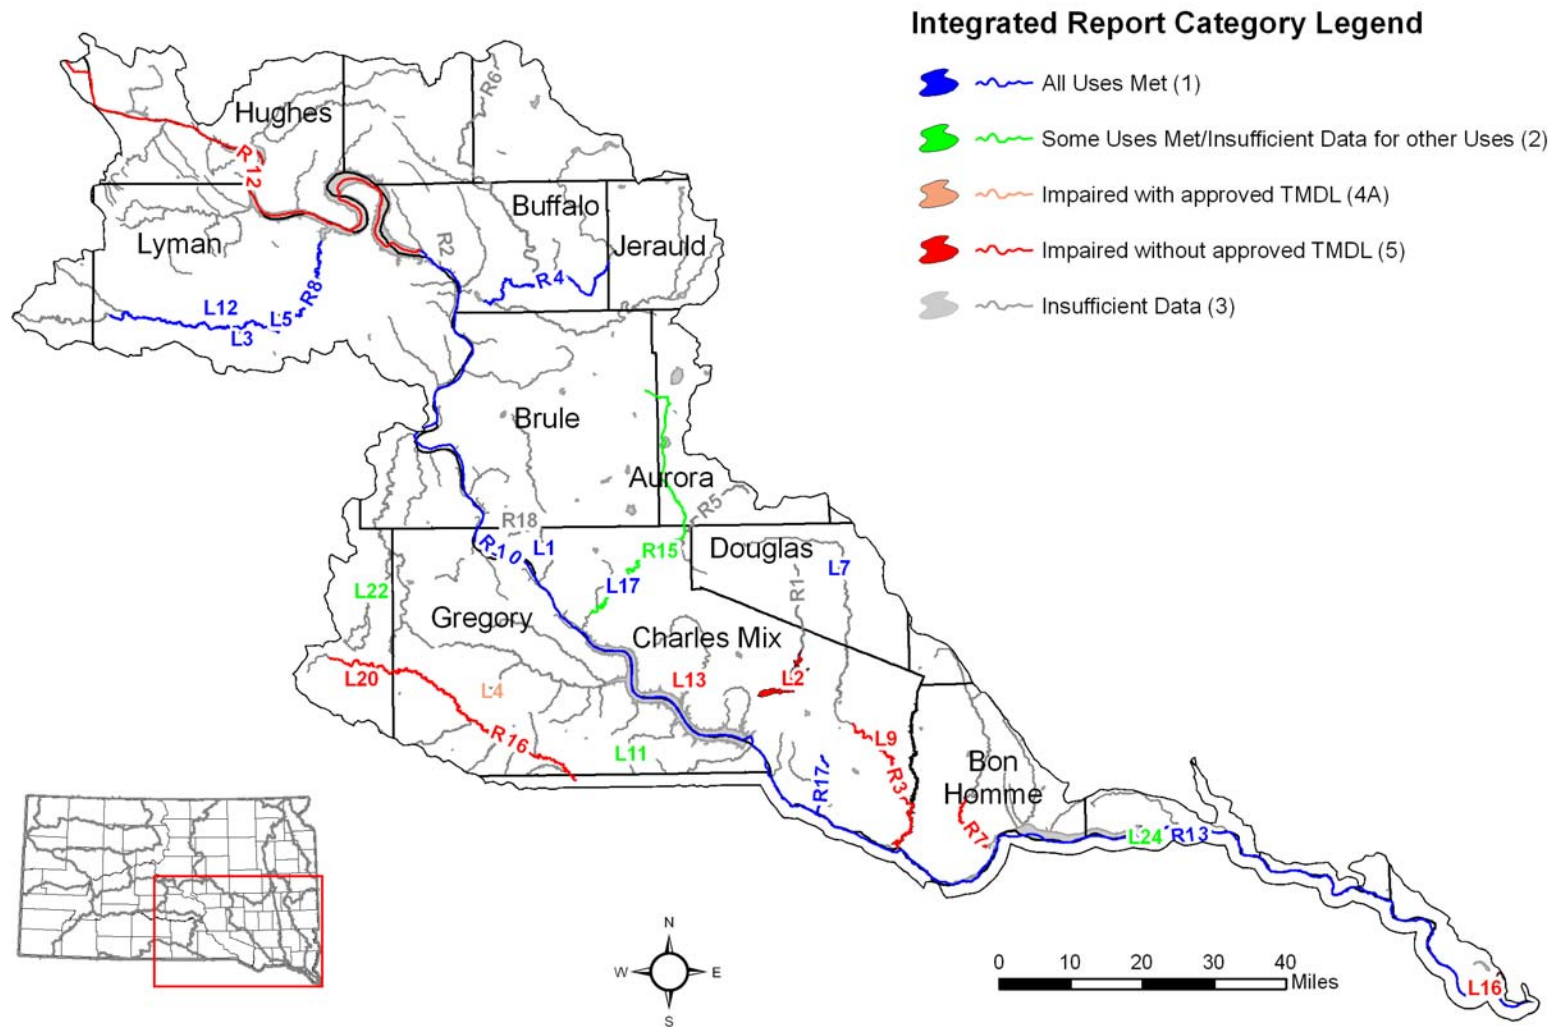 Integrated Report Category Legend
All Uses Met (1)
Some Uses Met/Insufficient Data for other Uses (2)
Impaired with approved TMDL (4A)
Impaired without approved TMDL (5)
Insufficient Data (3)
R6
Hughes
R 12
Buffalo
Lyman
R2
Jerauld
R4
R8
L12
L5
L3
Brule
Aurora
R5
R18
R10
L1
R15
Douglas
L17
L7
L22
R1
Gregory
Charles Mix
L20
L4
L13
L2
R16
L11
L9
R17
R3
Bon
Homme
R7
L24
R13
N
W
E
S
0 10 20 30 40
Miles
L16